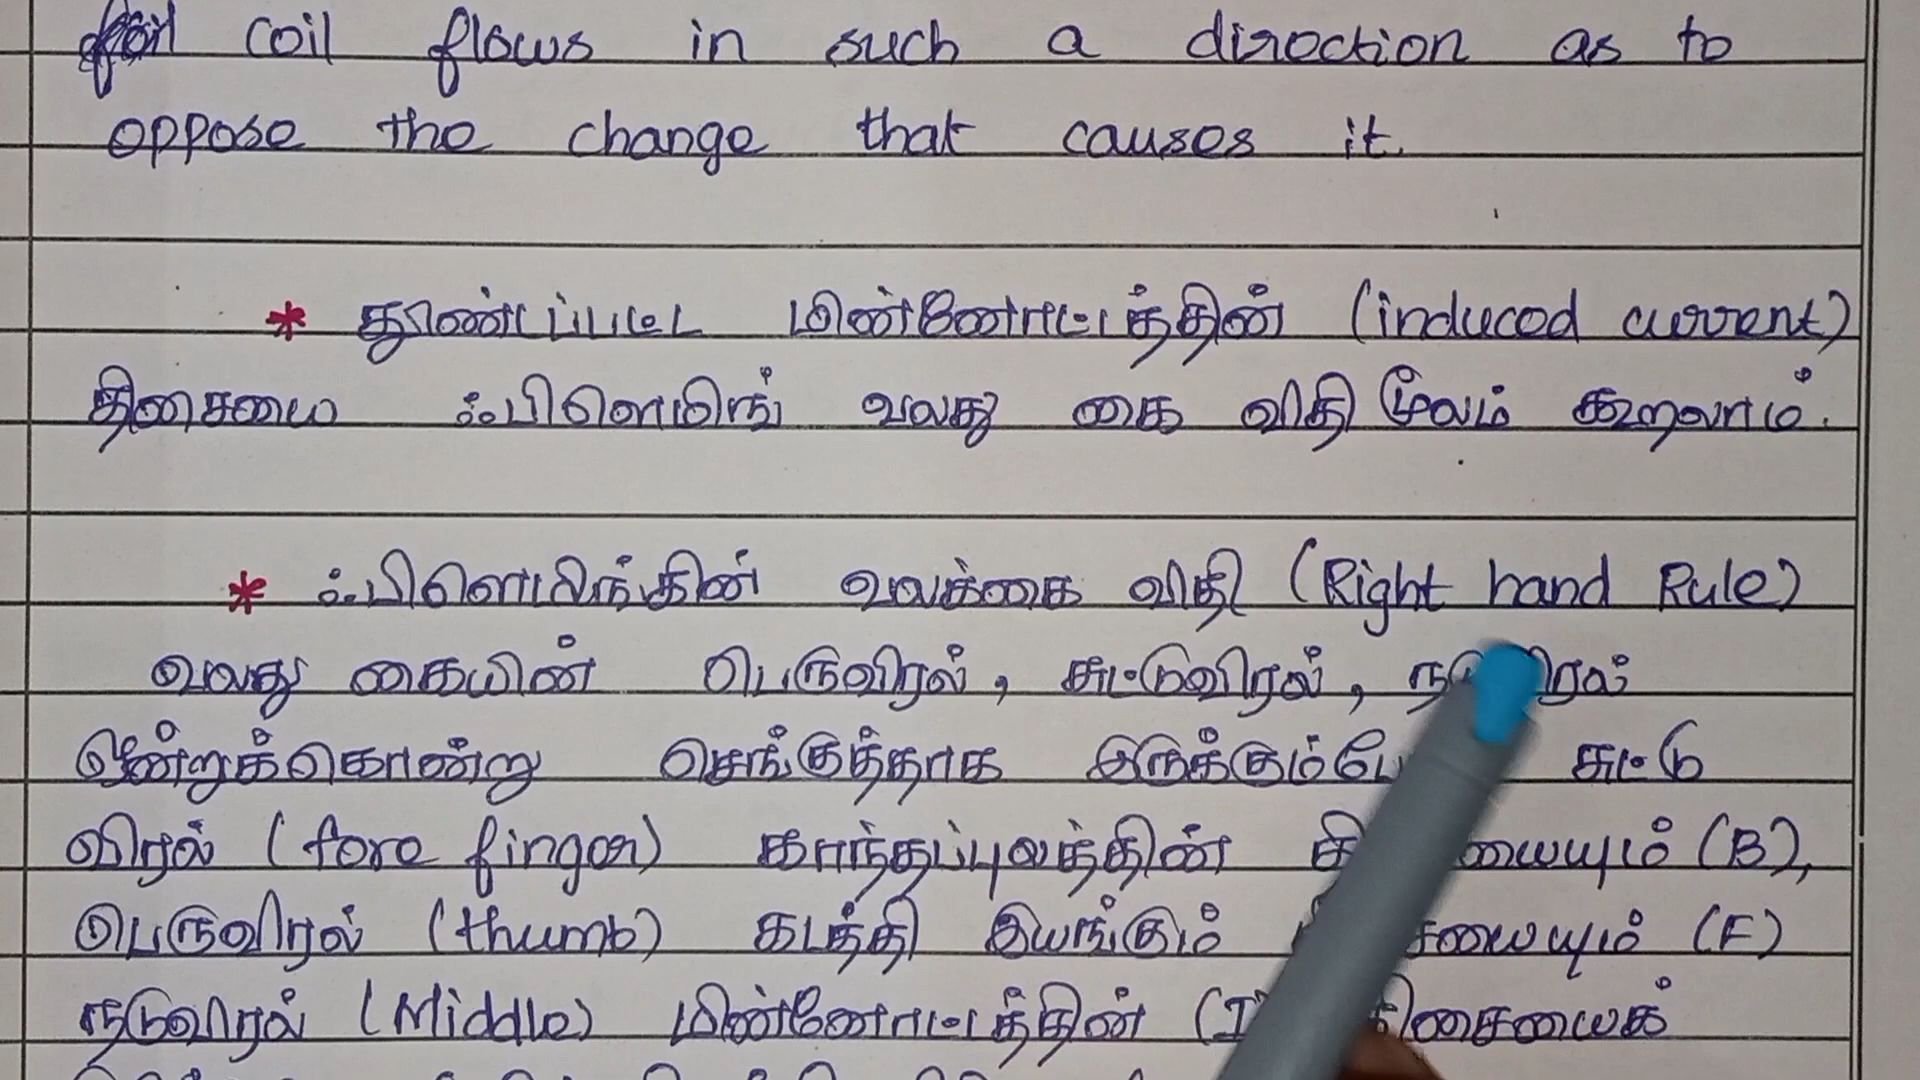 coil flows in such a direction as to
oppose the change that causes it.
* தூண்டப்பட்ட மின்னோட்டத்தின் (induced current)
திசையை ஃபிளெமிங் வலது கை விதி மூலம் கூறலாம்.
* ஃபிளெமிங்கின் வலக்கை விதி (Right hand Rule)
வலது கையின் பெருவிரல், சுட்டுவிரல்,
ஒன்றுக்கொன்று செங்குத்தாக சுட்டு
விரல் (fore finger) காந்தப்புலத்தின் (B),
பெருவிரல் (thumb) கடத்தி இயங்கும் (F)
நடுவிரல் (Middle) மின்னோட்டத்தின் (I